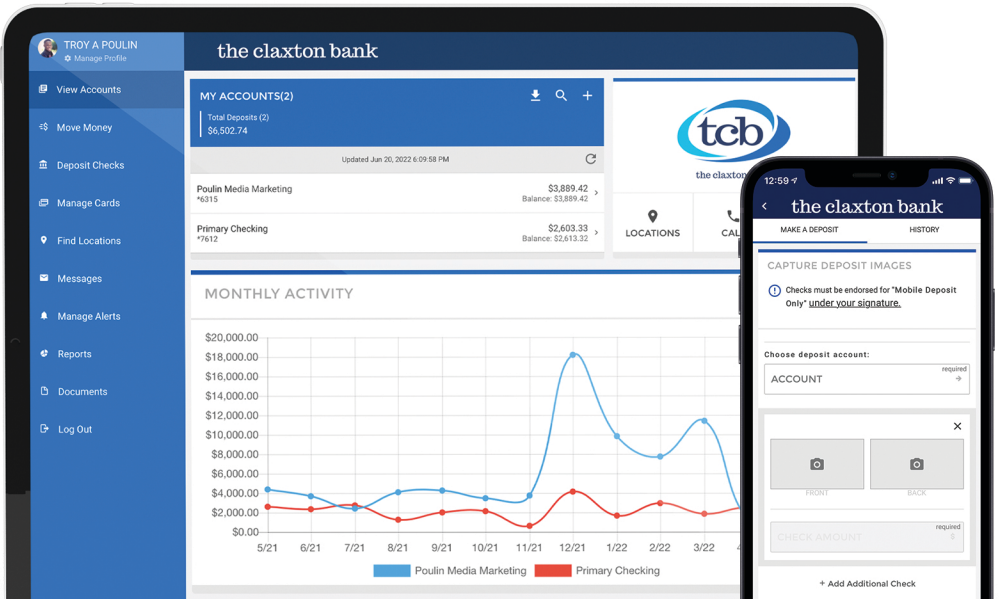 TROY A POULIN
Manage Profile
View Accounts
Move Money
Deposit Checks
Manage Cards
Find Locations
Messages
Manage Alerts
Reports
Documents
Log Out
the claxton bank
MY ACCOUNTS(2)
Total Deposits (2)
$6,502.74
Updated Jun 20, 2022 6:09:58 PM
Poulin Media Marketing
*6315
$3,889.42
Balance: $3,889.42
Primary Checking
*7612
$2,603.33
Balance: $2,613.32
tcb
the claxton
LOCATIONS
CAL
MONTHLY ACTIVITY
$20,000.00
$18,000.00
$16,000.00
$14,000.00
$12,000.00
$10,000.00
$8,000.00
$6,000.00
$4,000.00
$2,000.00
$0.00
5/21 6/21 7/21 8/21 9/21 10/21 11/21 12/21 1/22 2/22 3/22
Poulin Media Marketing Primary Checking
12:59
the claxton bank
MAKE A DEPOSIT HISTORY
CAPTURE DEPOSIT IMAGES
Checks must be endorsed for "Mobile Deposit
Only" under your signature.
Choose deposit account:
required
ACCOUNT
FRONT BACK
required
CHECK AMOUNT $
+ Add Additional Check